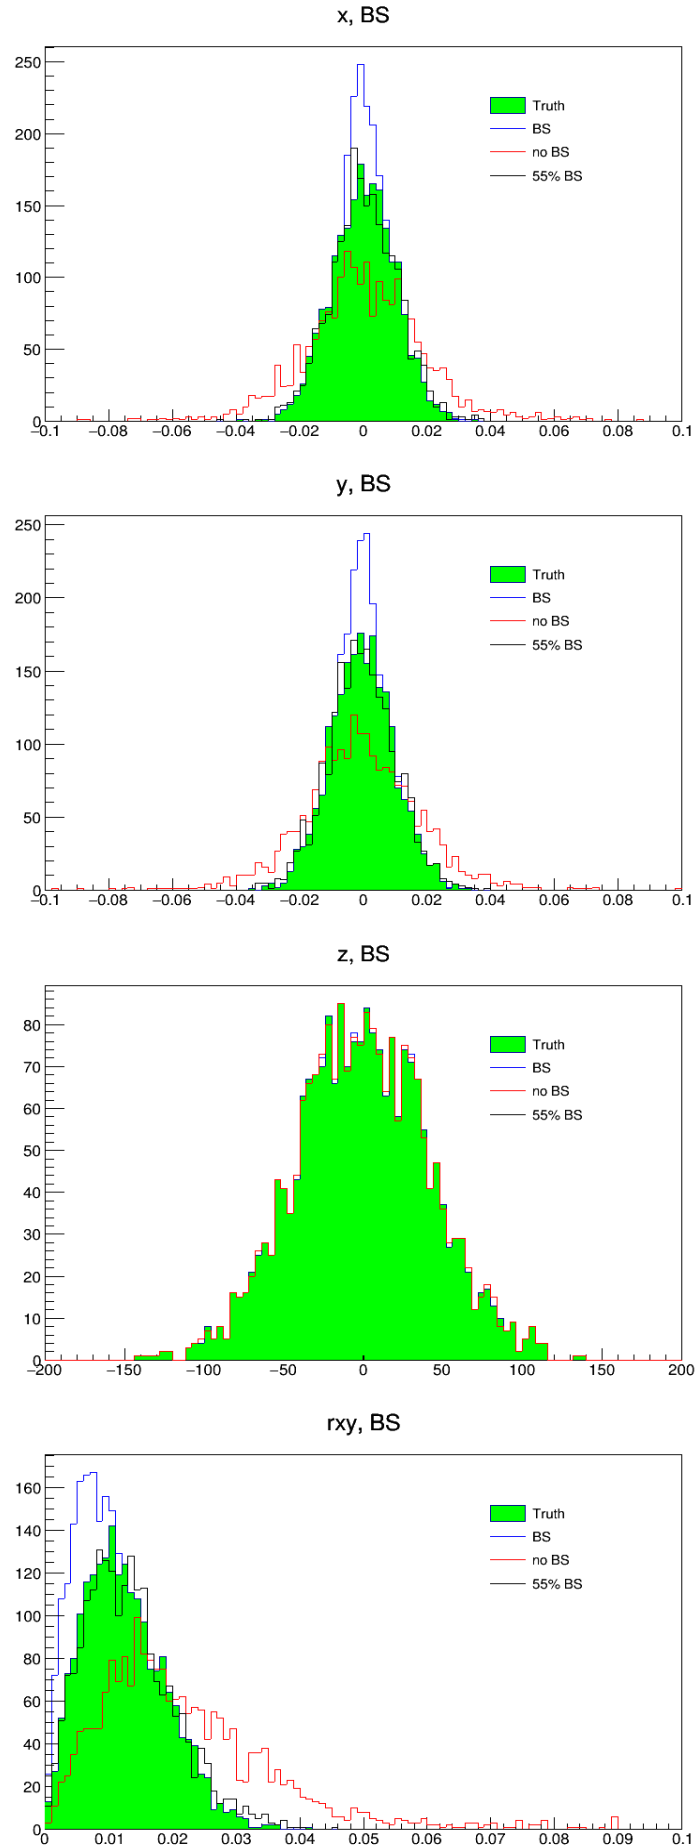 x, BS
250
200
150
100
50
0
Truth
BS
no BS
55% BS
−0.1 −0.08 −0.06 −0.04 −0.02 0 0.02 0.04 0.06 0.08 0.1
y, BS
250
200
150
100
50
0
Truth
BS
no BS
55% BS
−0.1 −0.08 −0.06 −0.04 −0.02 0 0.02 0.04 0.06 0.08 0.1
z, BS
80
70
60
50
40
30
20
10
0
Truth
BS
no BS
55% BS
−200 −150 −100 −50 0 50 100 150 200
rxy, BS
160
140
120
100
80
60
40
20
0
Truth
BS
no BS
55% BS
0 0.01 0.02 0.03 0.04 0.05 0.06 0.07 0.08 0.09 0.1